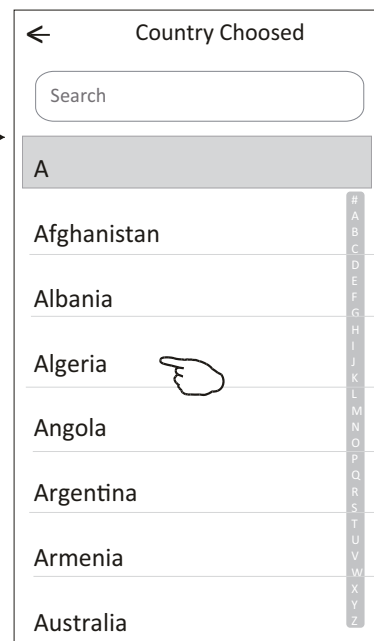 Country Choosed
Search
A
Afghanistan
Albania
Algeria
Angola
Argentina
Armenia
Australia
#
A
B
C
D
E
F
G
H
I
J
K
L
M
N
O
P
Q
R
S
T
U
V
W
X
Y
Z